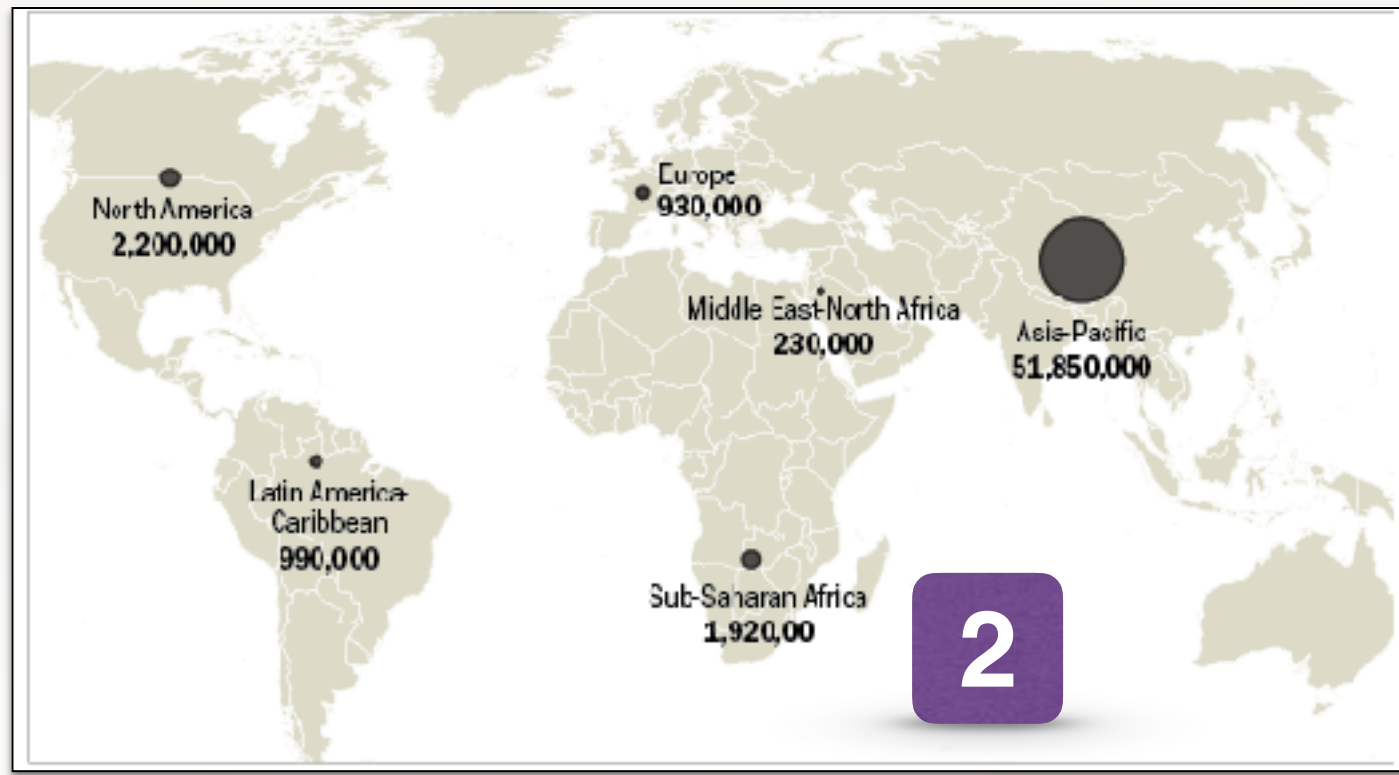 North America
2,200,000
Europe
930,000
Middle East-North Africa
230,000
Asia-Pacific
51,850,000
Latin America-
Caribbean
990,000
Sub-Saharan Africa
1,920,00
2